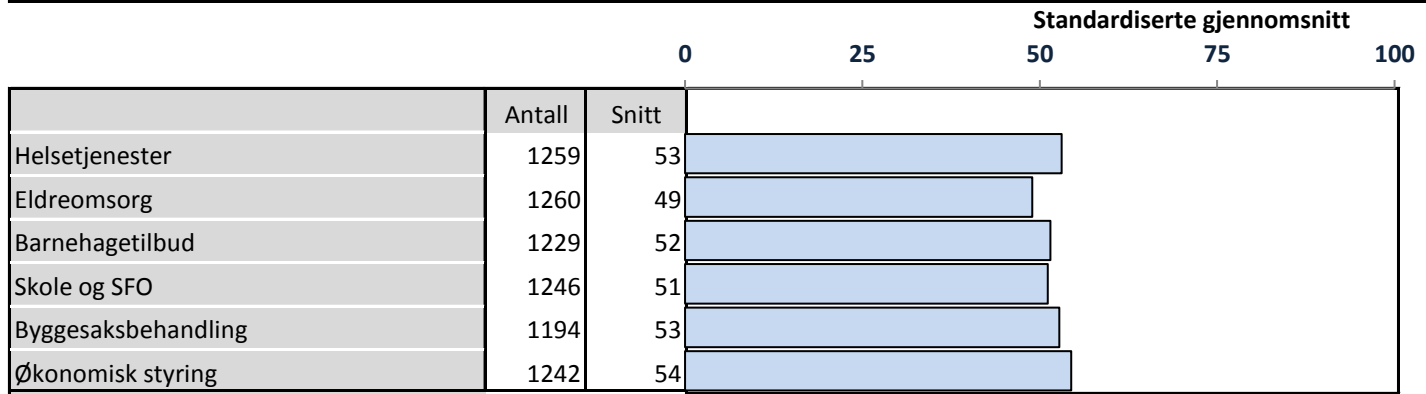 Standardiserte gjennomsnitt
0 25 50 75 100
Antall Snitt
Helsetjenester 1259 53
Eldreomsorg 1260 49
Barnehagetilbud 1229 52
Skole og SFO 1246 51
Byggesaksbehandling 1194 53
Økonomisk styring 1242 54